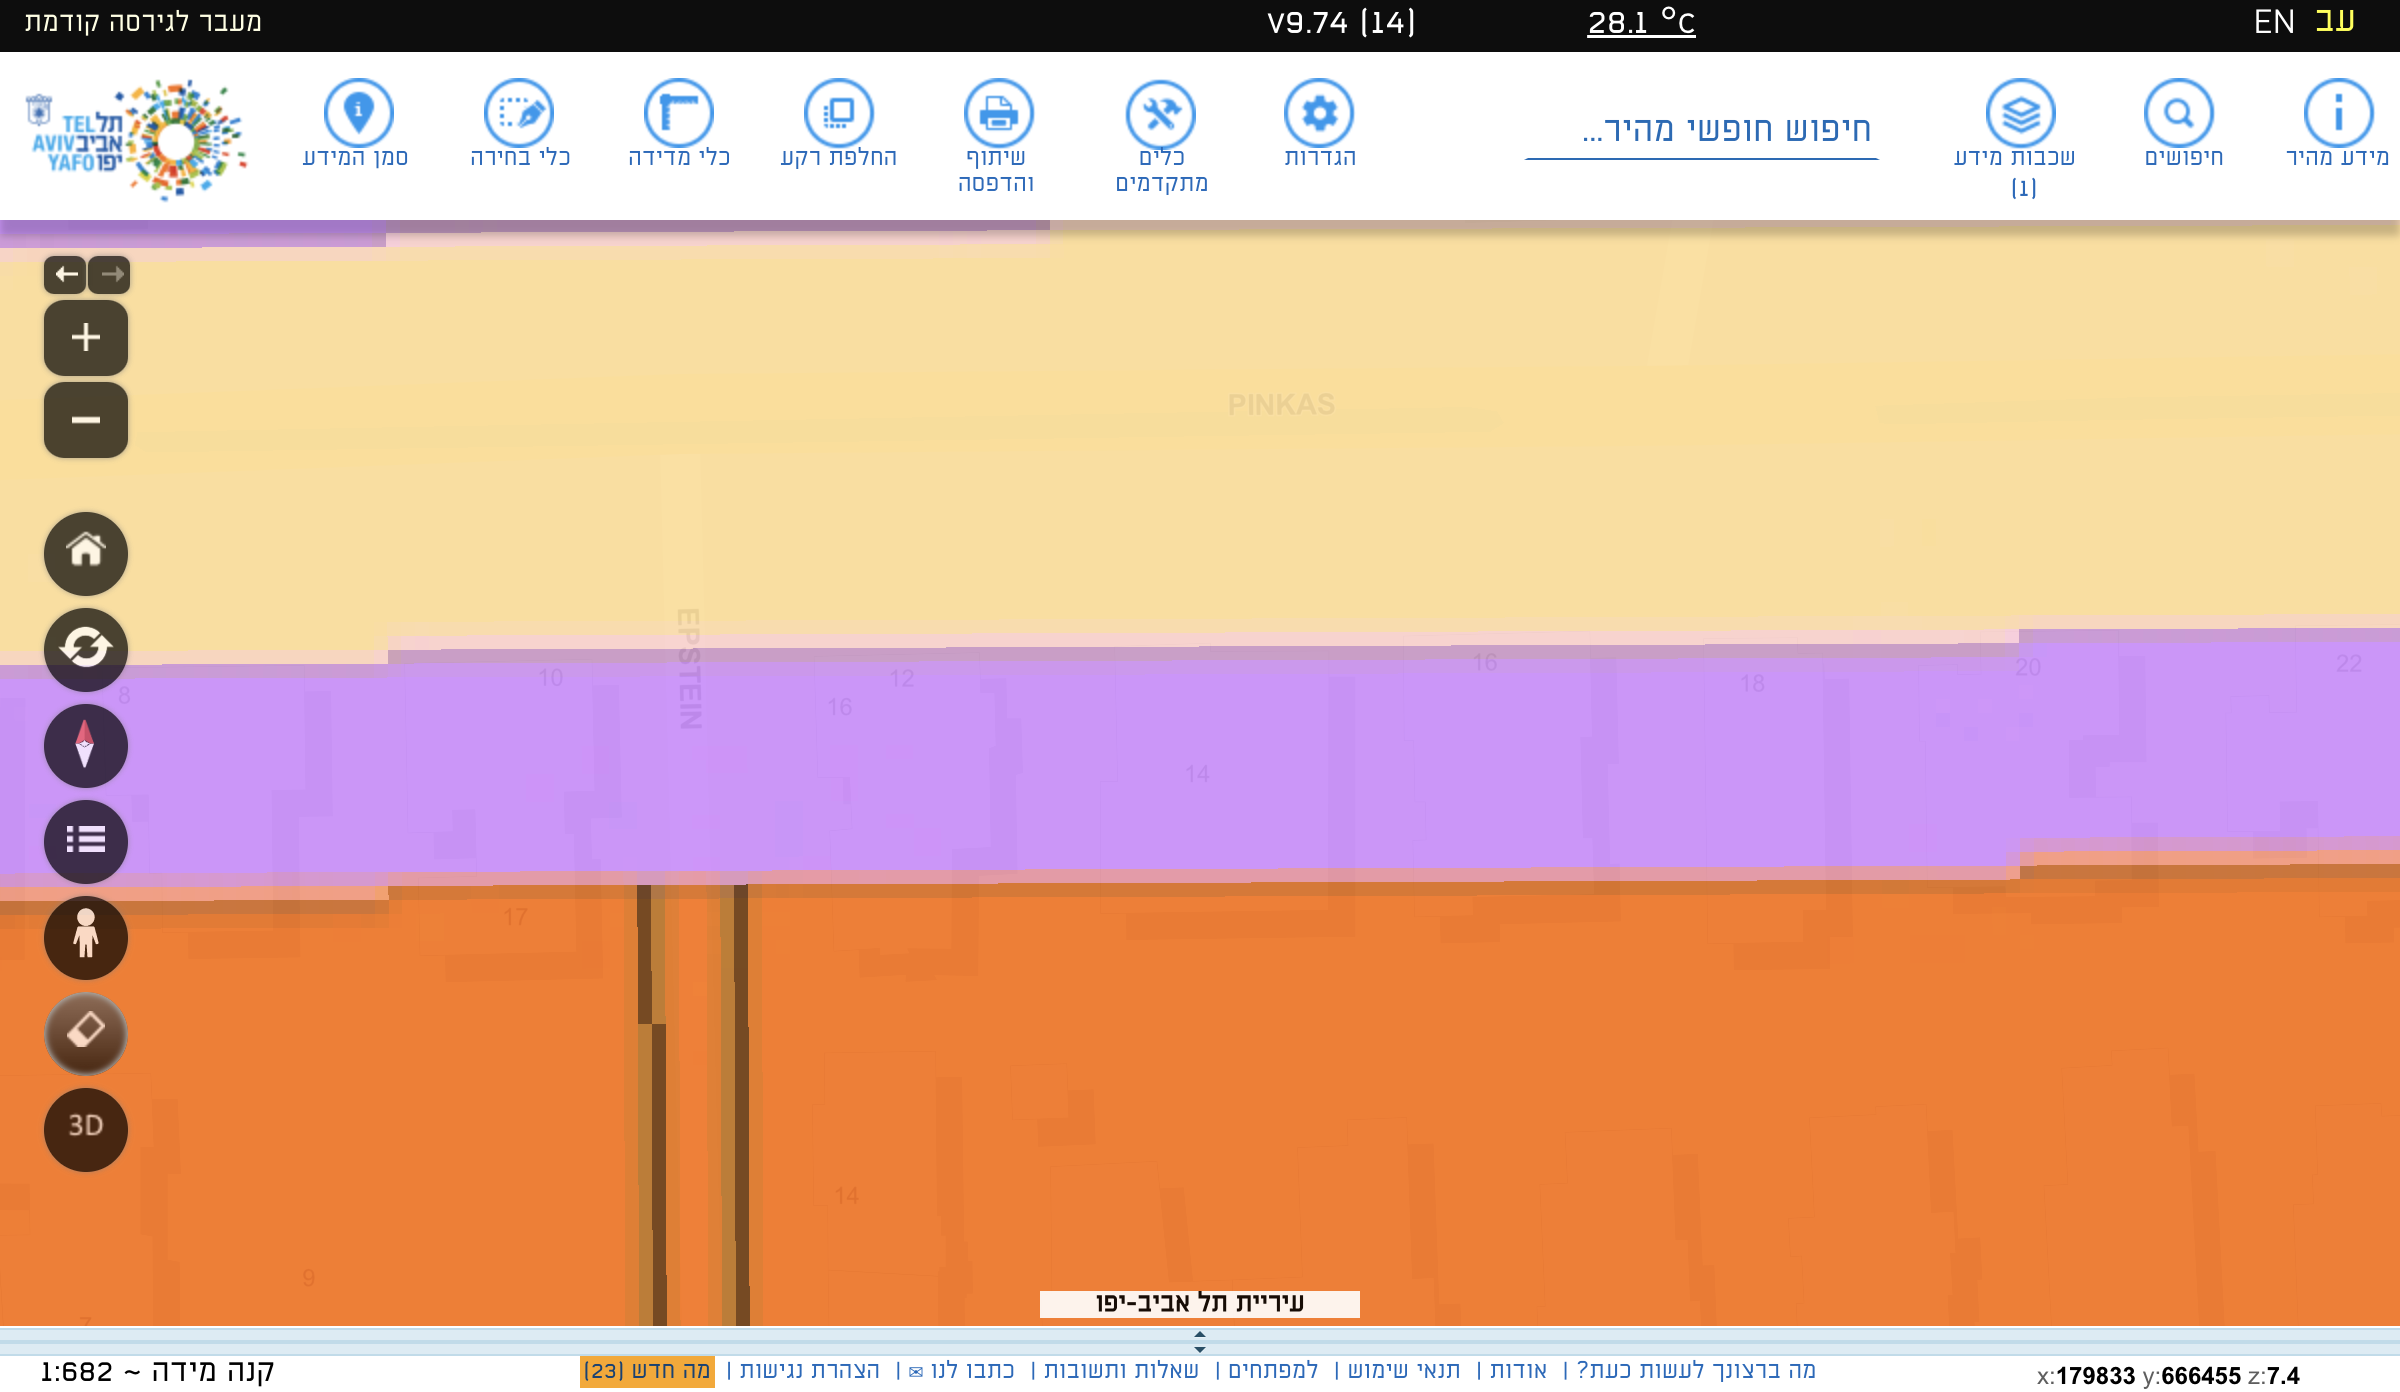 עב EN
28.1 °C
V9.74 (14)
מעבר לגירסה קודמת
מידע מהיר
חיפושים
שכבות מידע
(1)
חיפוש חופשי מהיר...
הגדרות
כלים
מתקדמים
שיתוף
והדפסה
החלפת רקע
כלי מדידה
כלי בחירה
סמן המידע
תל TEL
אביב AVIV
יפו YAFO
PINKAS
EPSTEIN
8
10
12
16
16
14
18
20
22
17
14
9
7
3D
עיריית תל אביב-יפו
מה ברצונך לעשות כעת? | אודות | תנאי שימוש | למפתחים | שאלות ותשובות | כתבו לנו ✉ | הצהרת נגישות | מה חדש (23)
קנה מידה ~ 1:682
x:179833 y:666455 z:7.4